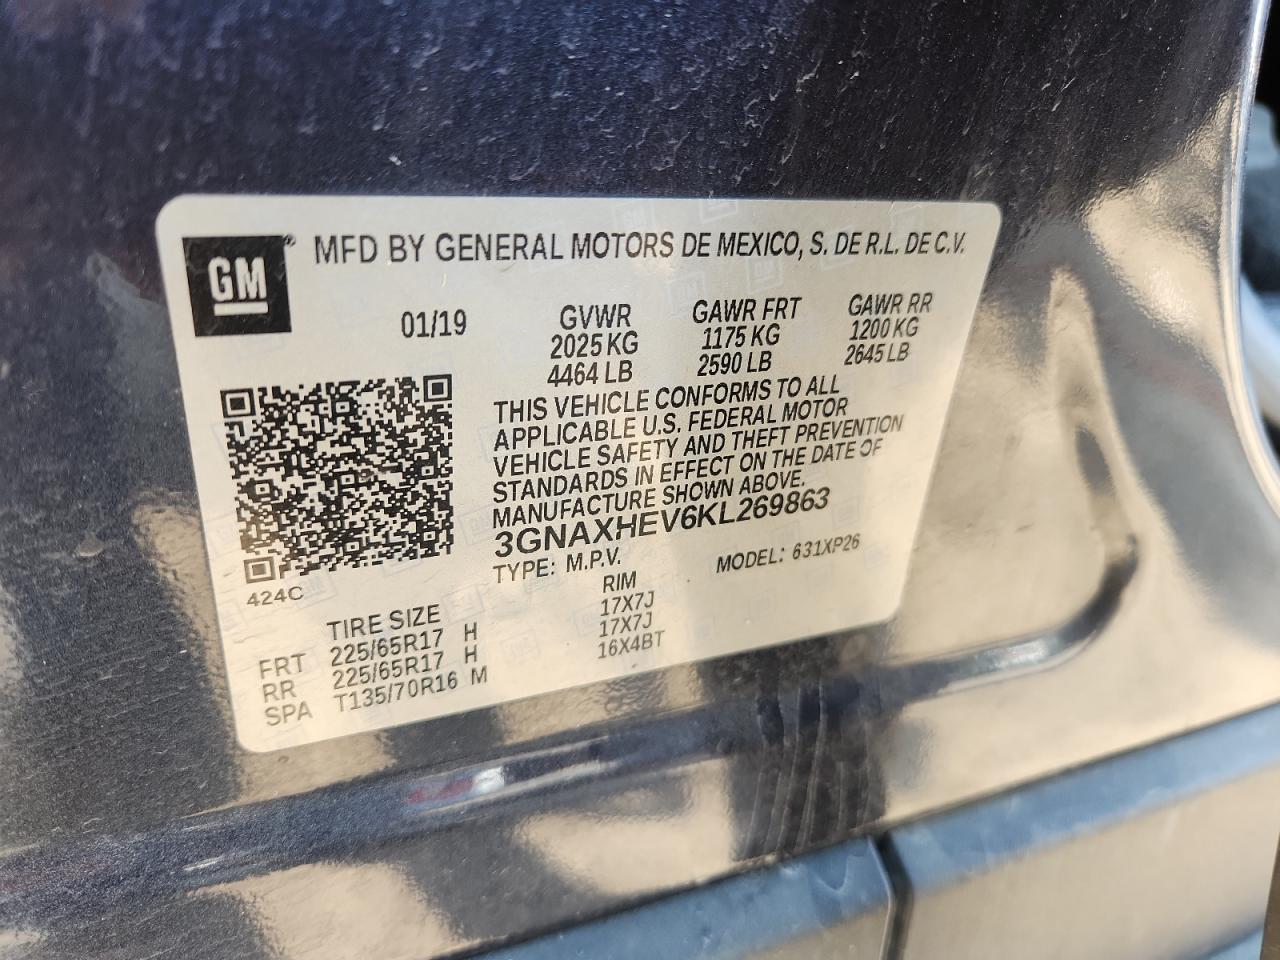 GM® MFD BY GENERAL MOTORS DE MEXICO, S. DE R.L. DE C.V.
01/19 GVWR GAWR FRT GAWR RR
2025 KG 1175 KG 1200 KG
4464 LB 2590 LB 2645 LB
THIS VEHICLE CONFORMS TO ALL
APPLICABLE U.S. FEDERAL MOTOR
VEHICLE SAFETY AND THEFT PREVENTION
STANDARDS IN EFFECT ON THE DATE OF
MANUFACTURE SHOWN ABOVE.
3GNAXHEV6KL269863
TYPE: M.P.V. MODEL: 631XP26
424C
TIRE SIZE RIM
FRT 225/65R17 H 17X7J
RR 225/65R17 H 17X7J
SPA T135/70R16 M 16X4BT